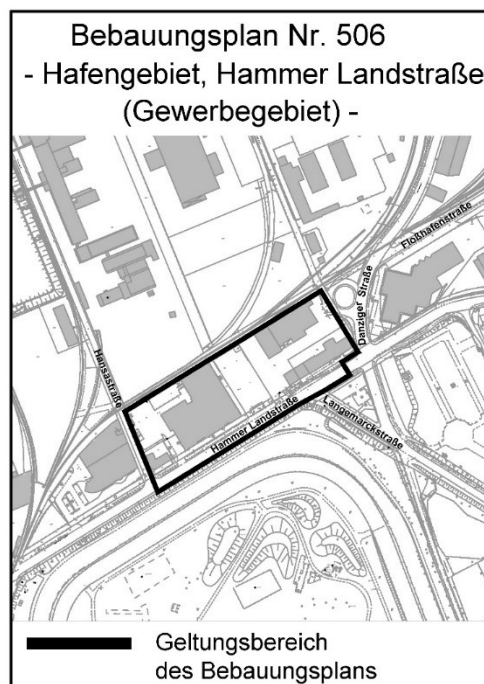 Bebauungsplan Nr. 506
- Hafengebiet, Hammer Landstraße
(Gewerbegebiet) -
Floßhafenstraße
Danziger Straße
Hansastraße
Hammer Landstraße
Langemarckstraße
Geltungsbereich
des Bebauungsplans